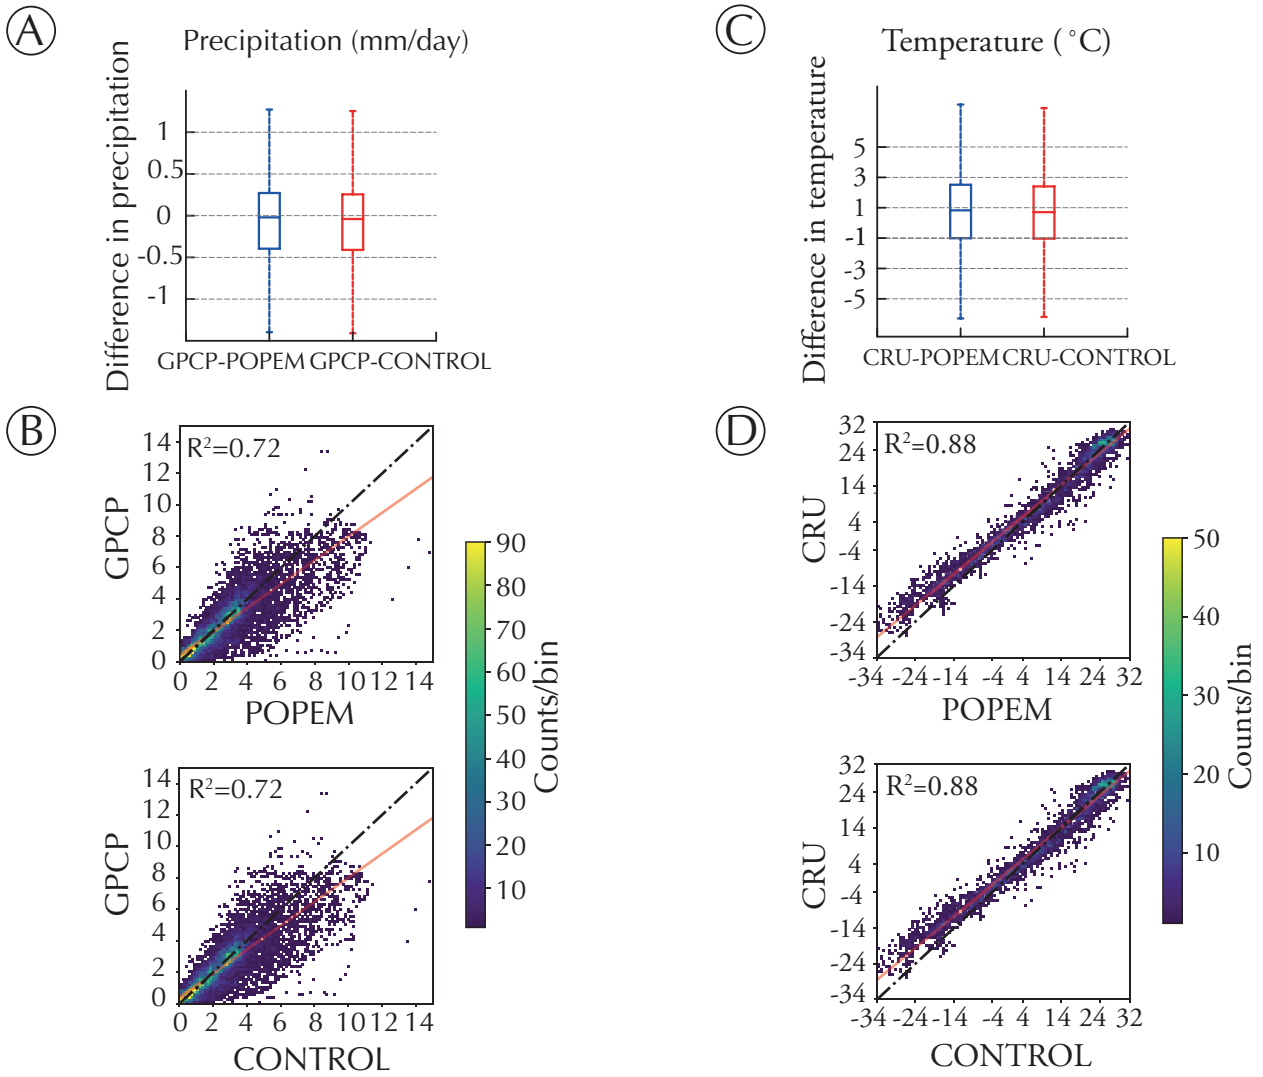 A
Precipitation (mm/day)
Difference in precipitation
1
0.5
0
-0.5
-1
GPCP-POPEM GPCP-CONTROL
B
R²=0.72
GPCP
14
12
10
8
6
4
2
0
0 2 4 6 8 10 12 14
POPEM
R²=0.72
GPCP
14
12
10
8
6
4
2
0
0 2 4 6 8 10 12 14
CONTROL
90
80
70
60
50
40
30
20
10
Counts/bin
C
Temperature (°C)
Difference in temperature
5
3
1
-1
-3
-5
CRU-POPEM CRU-CONTROL
D
R²=0.88
CRU
32
24
14
4
-4
-14
-24
-34
-34 -24 -14 -4 4 14 24 32
POPEM
R²=0.88
CRU
32
24
14
4
-4
-14
-24
-34
-34 -24 -14 -4 4 14 24 32
CONTROL
50
40
30
20
10
Counts/bin